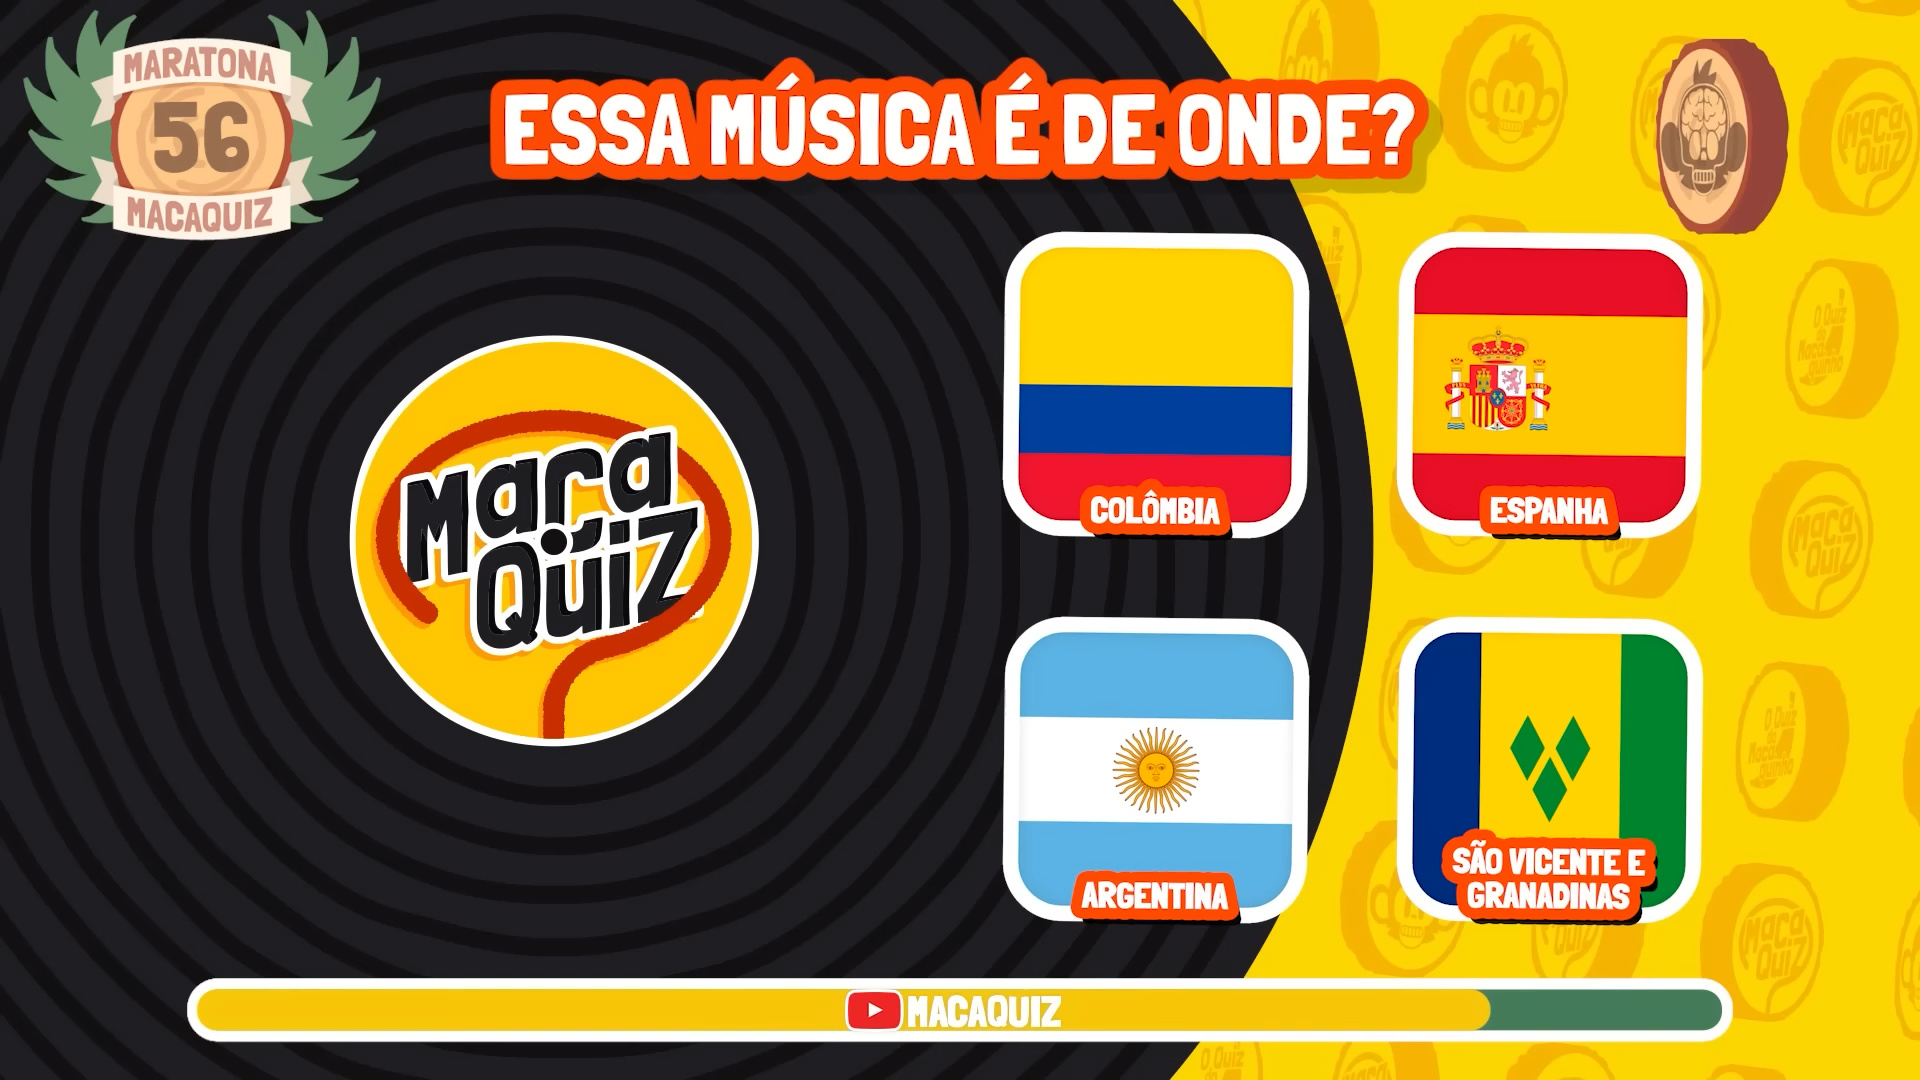 MARATONA
56
MACAQUIZ
ESSA MÚSICA É DE ONDE?
Maca
QuiZ
COLÔMBIA
ESPANHA
ARGENTINA
SÃO VICENTE E
GRANADINAS
MACAQUIZ